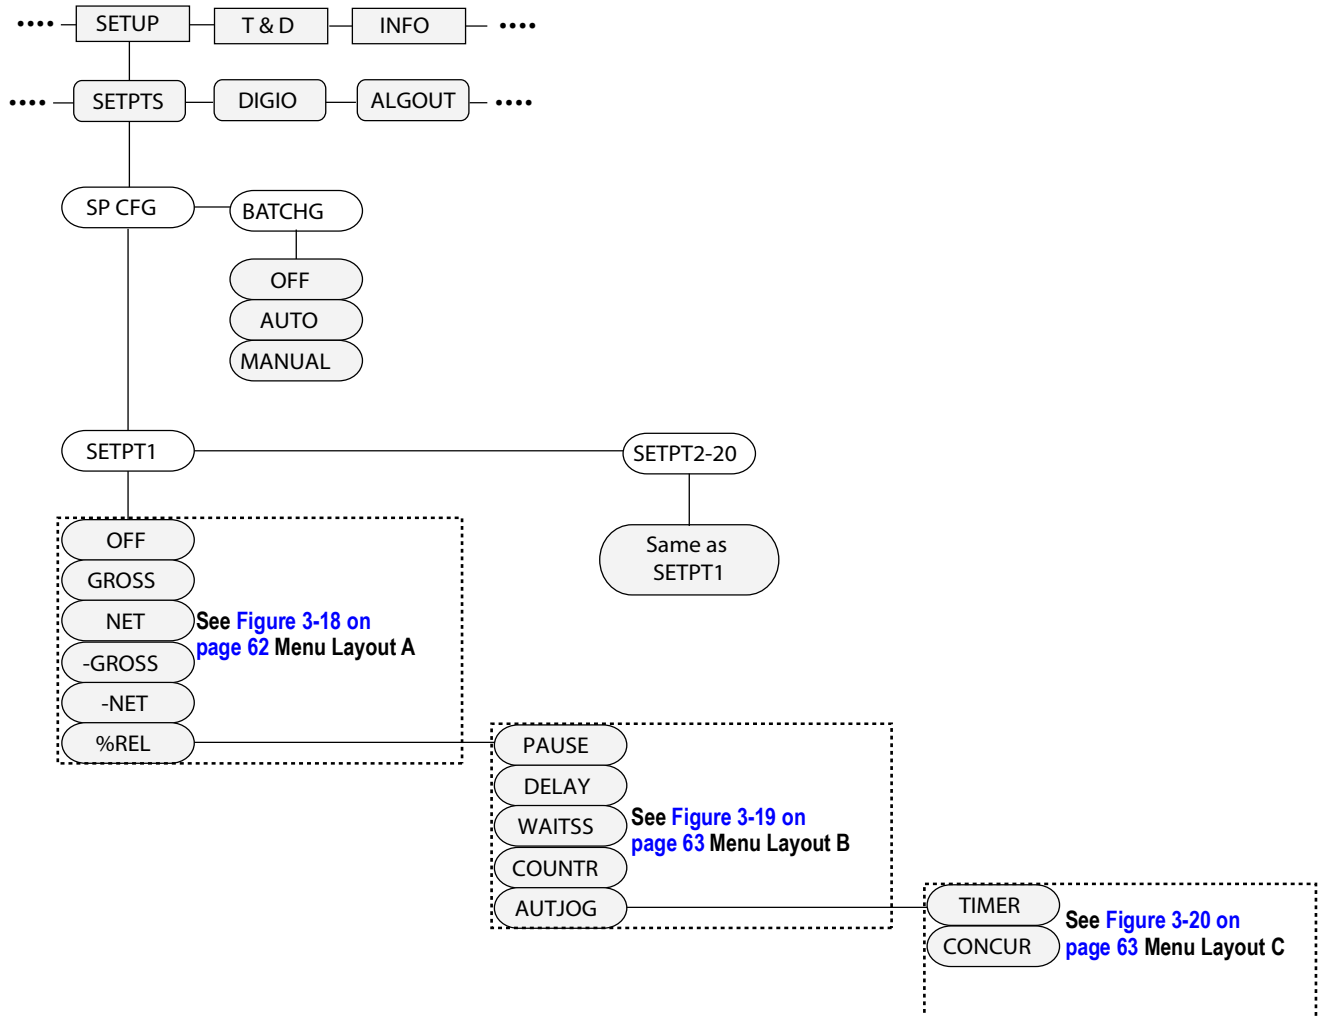 •••• SETUP T & D INFO ••••
•••• SETPTS DIGIO ALGOUT ••••
SP CFG BATCHG
OFF
AUTO
MANUAL
SETPT1 SETPT2-20
Same as
SETPT1
OFF
GROSS
NET
-GROSS
-NET
%REL
See Figure 3-18 on
page 62 Menu Layout A
PAUSE
DELAY
WAITSS
COUNTR
AUTJOG
See Figure 3-19 on
page 63 Menu Layout B
TIMER
CONCUR
See Figure 3-20 on
page 63 Menu Layout C